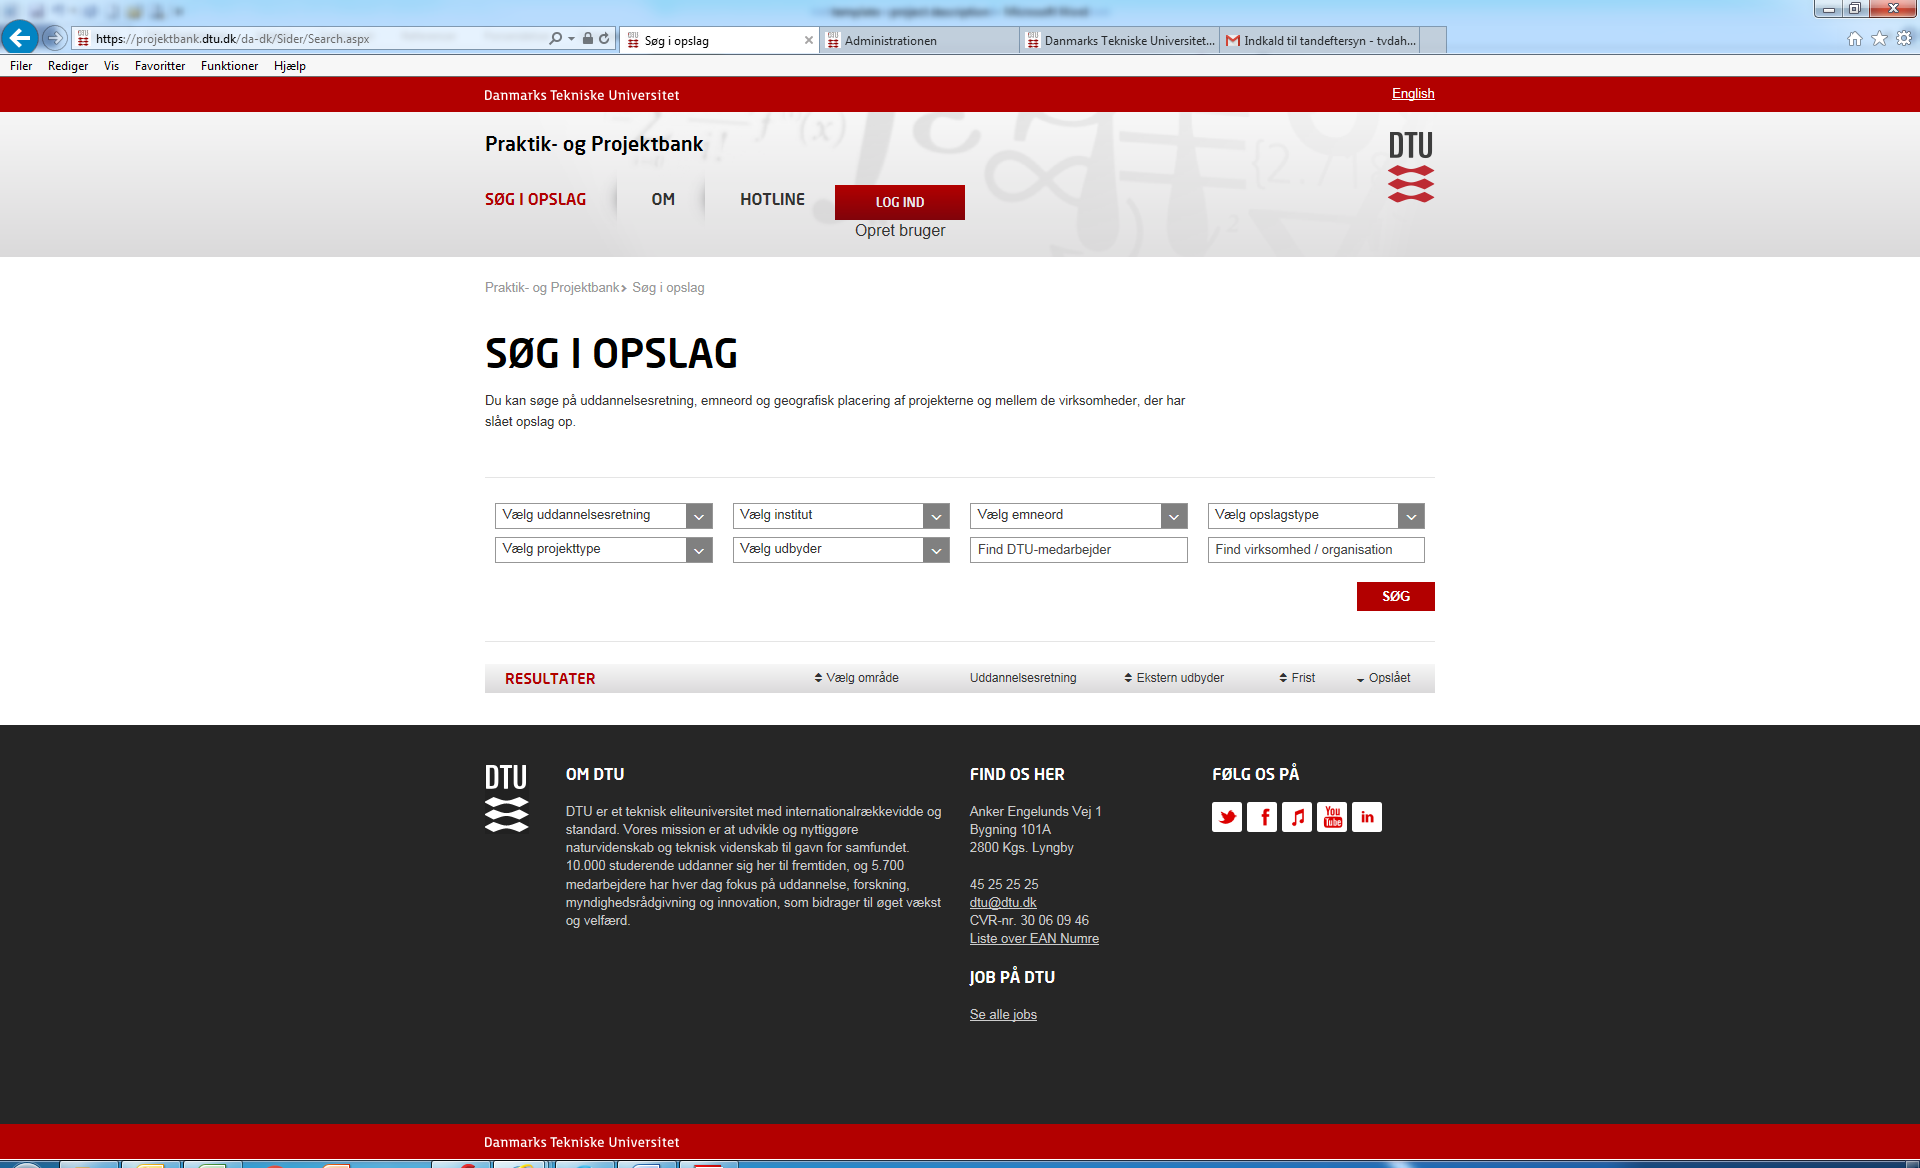 https://projektbank.dtu.dk/da-dk/Sider/Search.aspx
Søg i opslag
Administrationen
Danmarks Tekniske Universitet...
Indkald til tandeftersyn - tvdah...
Filer Rediger Vis Favoritter Funktioner Hjælp
Danmarks Tekniske Universitet
English
Praktik- og Projektbank
DTU
SØG I OPSLAG
OM
HOTLINE
LOG IND
Opret bruger
Praktik- og Projektbank Søg i opslag
SØG I OPSLAG
Du kan søge på uddannelsesretning, emneord og geografisk placering af projekterne og mellem de virksomheder, der har
slået opslag op.
Vælg uddannelsesretning
Vælg institut
Vælg emneord
Vælg opslagstype
Vælg projekttype
Vælg udbyder
Find DTU-medarbejder
Find virksomhed / organisation
SØG
RESULTATER
Vælg område
Uddannelsesretning
Ekstern udbyder
Frist
Opslået
DTU
OM DTU
DTU er et teknisk eliteuniversitet med internationalrækkevidde og
standard. Vores mission er at udvikle og nyttiggøre
naturvidenskab og teknisk videnskab til gavn for samfundet.
10.000 studerende uddanner sig her til fremtiden, og 5.700
medarbejdere har hver dag fokus på uddannelse, forskning,
myndighedsrådgivning og innovation, som bidrager til øget vækst
og velfærd.
FIND OS HER
Anker Engelunds Vej 1
Bygning 101A
2800 Kgs. Lyngby
45 25 25 25
dtu@dtu.dk
CVR-nr. 30 06 09 46
Liste over EAN Numre
JOB PÅ DTU
Se alle jobs
FØLG OS PÅ
You
Tube
in
Danmarks Tekniske Universitet